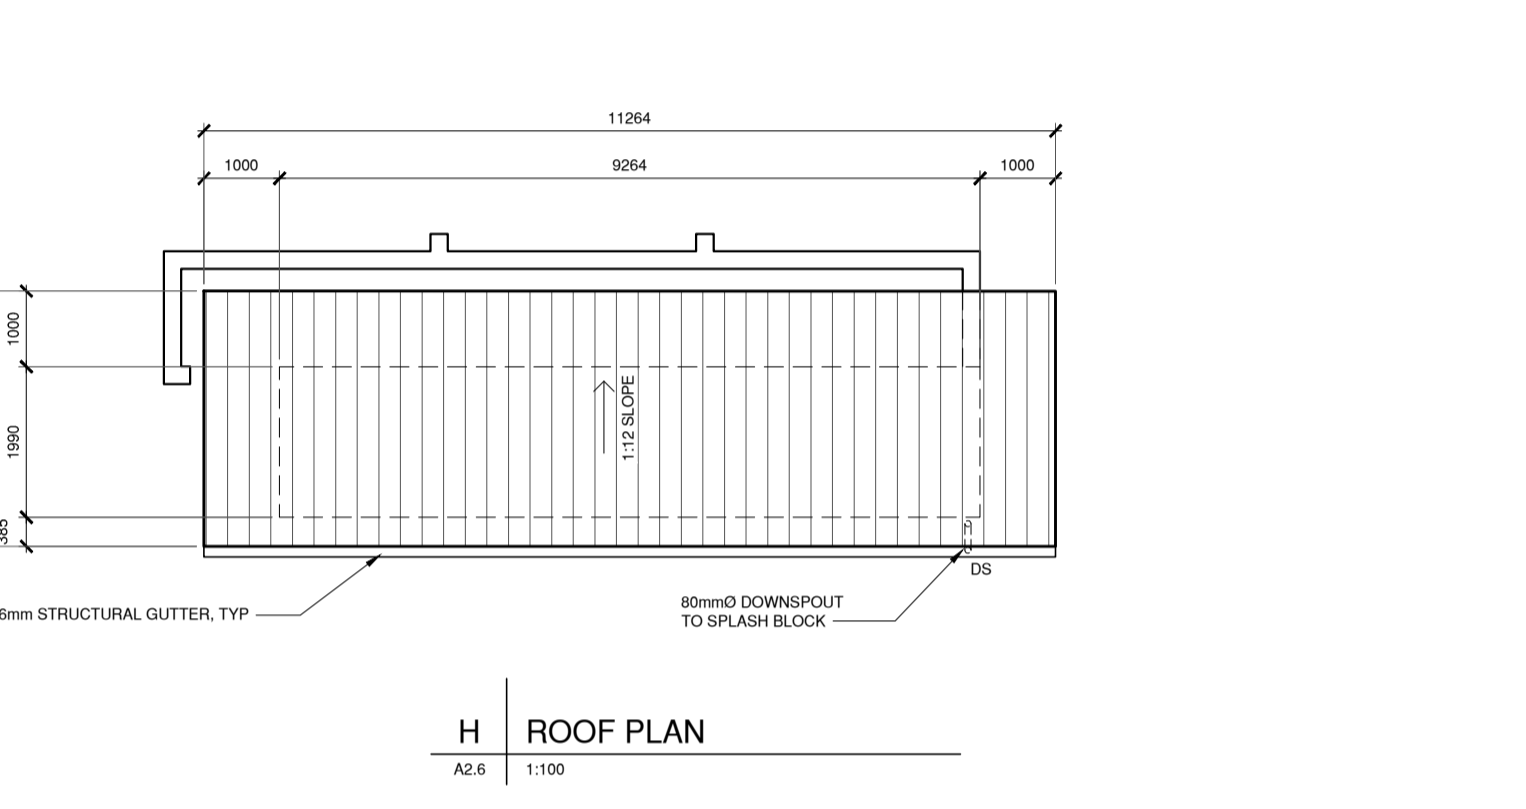 11264
1000
9264
1000
1000
1990
385
1:12 SLOPE
DS
6mm STRUCTURAL GUTTER, TYP
80mmØ DOWNSPOUT
TO SPLASH BLOCK
H
ROOF PLAN
A2.6
1:100